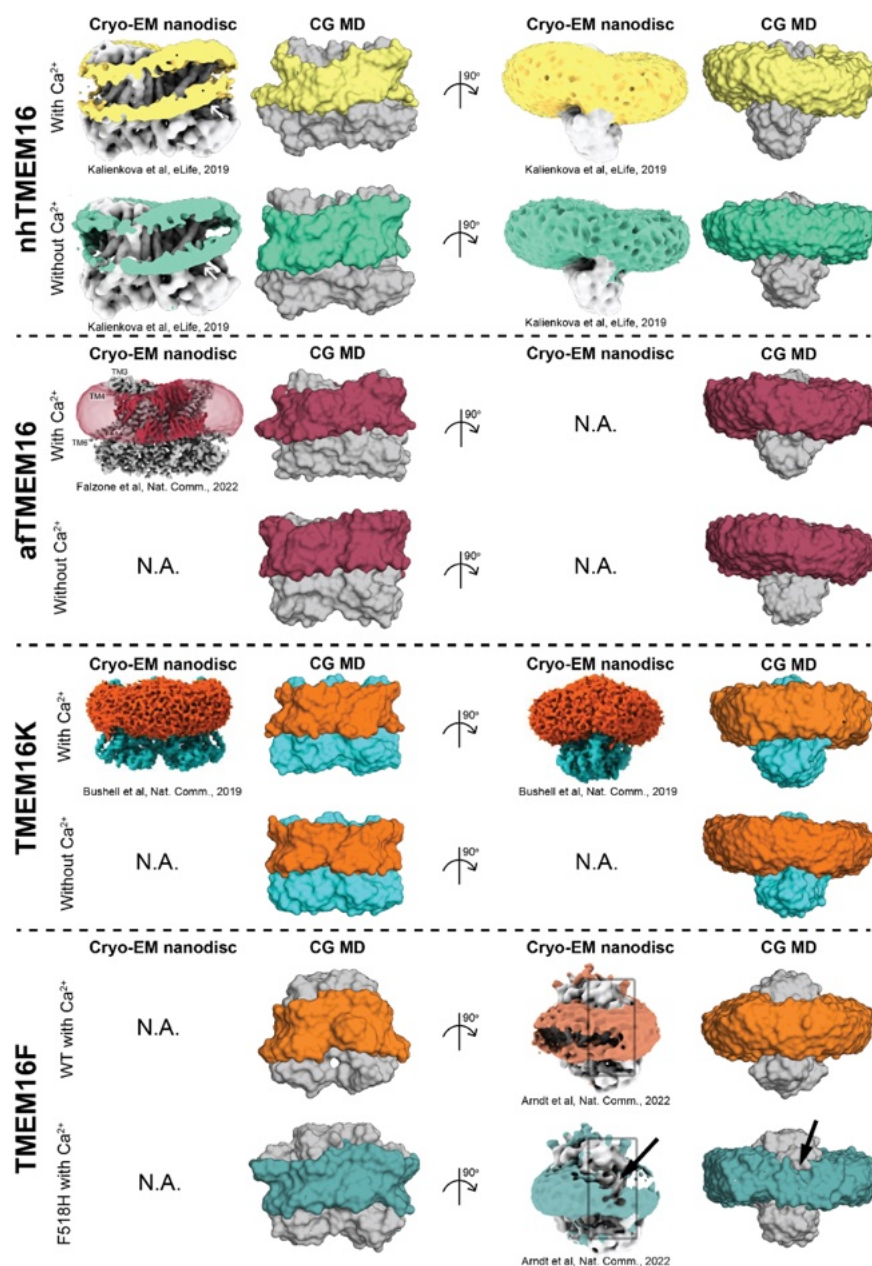 Cryo-EM nanodisc CG MD Cryo-EM nanodisc CG MD
nhTMEM16
With Ca²⁺
90°
Kalienkova et al, eLife, 2019 Kalienkova et al, eLife, 2019
Without Ca²⁺
90°
Kalienkova et al, eLife, 2019 Kalienkova et al, eLife, 2019
Cryo-EM nanodisc CG MD Cryo-EM nanodisc CG MD
afTMEM16
With Ca²⁺
TM3
TM4
TM6
90°
N.A.
Falzone et al, Nat. Comm., 2022
Without Ca²⁺
N.A. 90° N.A.
Cryo-EM nanodisc CG MD Cryo-EM nanodisc CG MD
TMEM16K
With Ca²⁺
90°
Bushell et al, Nat. Comm., 2019 Bushell et al, Nat. Comm., 2019
Without Ca²⁺
N.A. 90° N.A.
Cryo-EM nanodisc CG MD Cryo-EM nanodisc CG MD
TMEM16F
WT with Ca²⁺
N.A. 90°
Arndt et al, Nat. Comm., 2022
F518H with Ca²⁺
N.A. 90°
Arndt et al, Nat. Comm., 2022